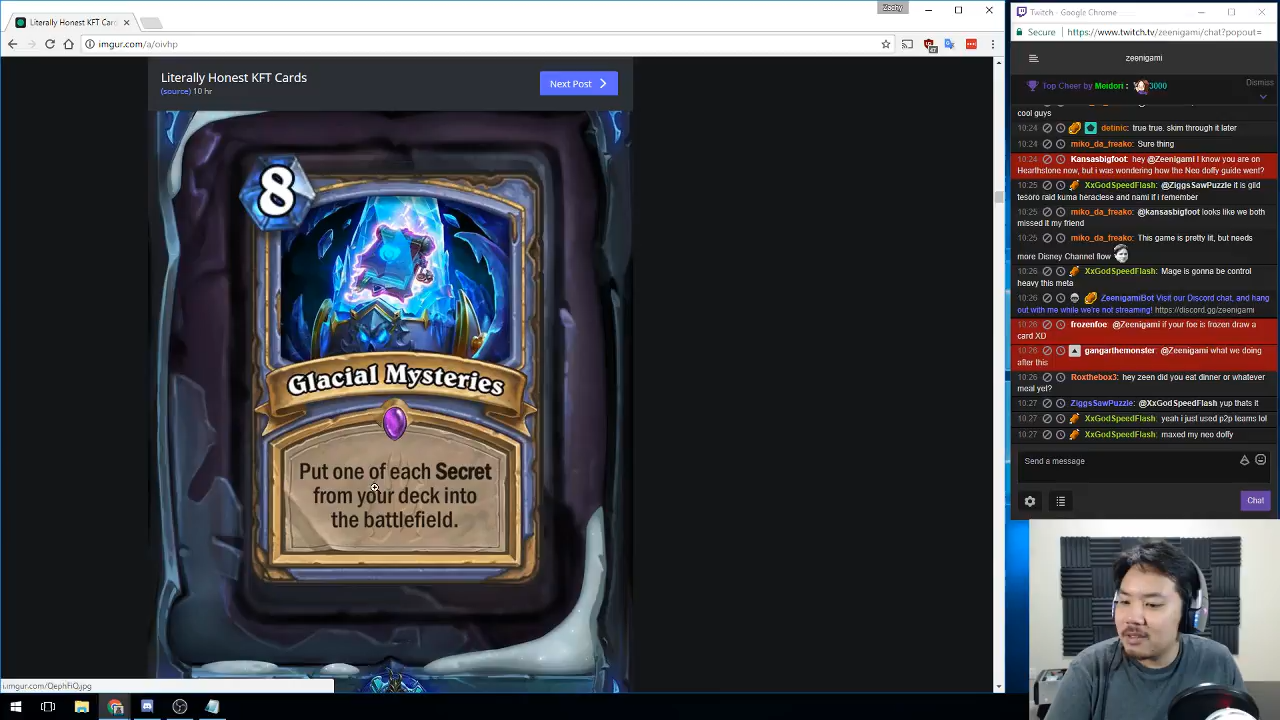 Literally Honest KFT Card
Zachy
imgur.com/a/oivhp
Literally Honest KFT Cards
(source) 10 hr
Next Post
8
Glacial Mysteries
Put one of each Secret
from your deck into
the battlefield.
Twitch - Google Chrome
Secure
https://www.twitch.tv/zeenigami/chat?popout=
zeenigami
Top Cheer by Meidori : 3000
Dismiss
cool guys
10:24 detinic: true true. skim through it later
10:24 miko_da_freako: Sure thing
10:24 Kansasbigfoot: hey @Zeenigami I know you are on
Hearthstone now, but i was wondering how the Neo doffy guide went?
10:25 XxGodSpeedFlash: @ZiggsSawPuzzle it is gild
tesoro raid kuma heraclese and nami if i remember
10:25 miko_da_freako: @kansasbigfoot looks like we both
missed it my friend
10:25 miko_da_freako: This game is pretty lit, but needs
more Disney Channel flow
10:26 XxGodSpeedFlash: Mage is gonna be control
heavy this meta
10:26 ZeenigamiBot Visit our Discord chat, and hang
out with me while we're not streaming! https://discord.gg/zeenigami
10:26 frozenfoe: @Zeenigami if your foe is frozen draw a
card XD
10:26 gangarthemonster: @Zeenigami what we doing
after this
10:26 Roxthebox3: hey zeen did you eat dinner or whatever
meal yet?
10:27 ZiggsSawPuzzle: @XxGodSpeedFlash yup thats it
10:27 XxGodSpeedFlash: yeah i just used p2p teams lol
10:27 XxGodSpeedFlash: maxed my neo doffy
Send a message
Chat